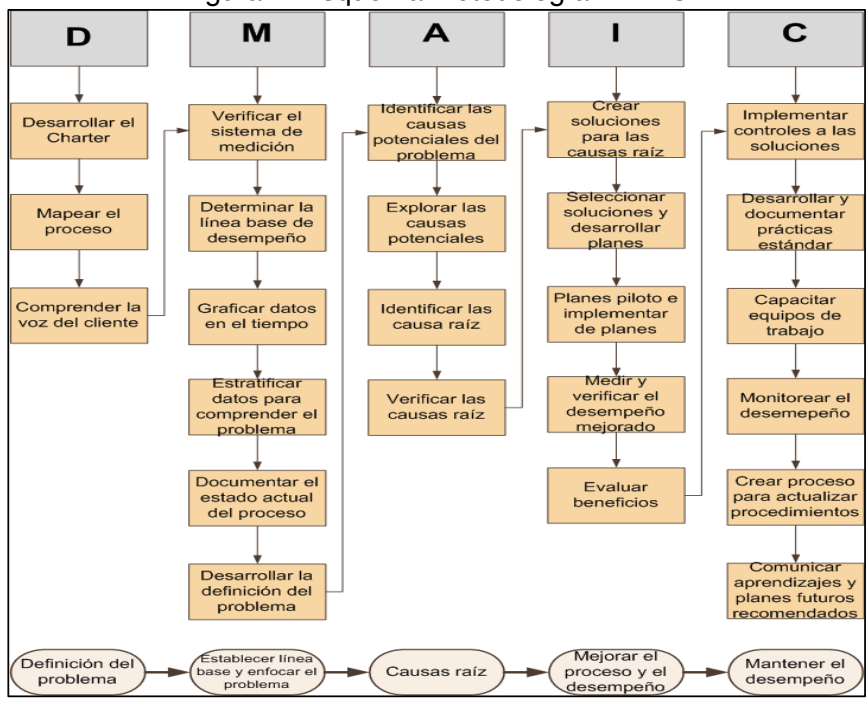 D
Desarrollar el
Charter
Mapear el
proceso
Comprender la
voz del cliente
M
Verificar el
sistema de
medición
Determinar la
línea base de
desempeño
Graficar datos
en el tiempo
Estratificar
datos para
comprender el
problema
Documentar el
estado actual
del proceso
Desarrollar la
definición del
problema
A
Identificar las
causas
potenciales del
problema
Explorar las
causas
potenciales
Identificar las
causa raíz
Verificar las
causas raíz
I
Crear
soluciones
para las
causas raíz
Seleccionar
soluciones y
desarrollar
planes
Planes piloto e
implementar
de planes
Medir y
verificar el
desempeño
mejorado
Evaluar
beneficios
C
Implementar
controles a las
soluciones
Desarrollar y
documentar
prácticas
estándar
Capacitar
equipos de
trabajo
Monitorear el
desemepeño
Crear proceso
para actualizar
procedimientos
Comunicar
aprendizajes y
planes futuros
recomendados
Definición del
problema
Establecer línea
base y enfocar el
problema
Causas raíz
Mejorar el
proceso y el
desempeño
Mantener el
desempeño